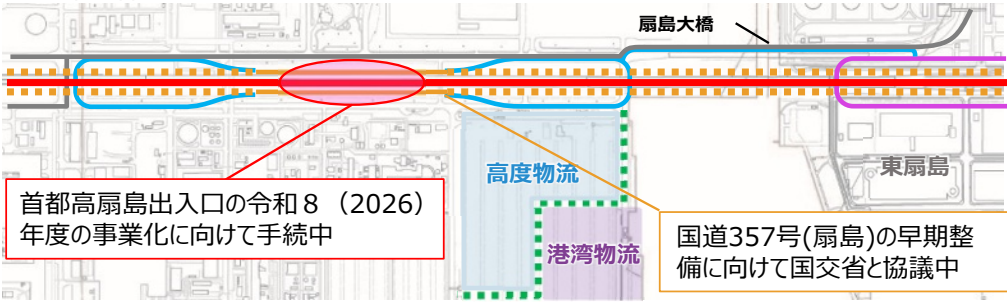 扇島大橋
高度物流
東扇島
首都高扇島出入口の令和８（2026）
年度の事業化に向けて手続中
港湾物流
国道357号(扇島)の早期整
備に向けて国交省と協議中